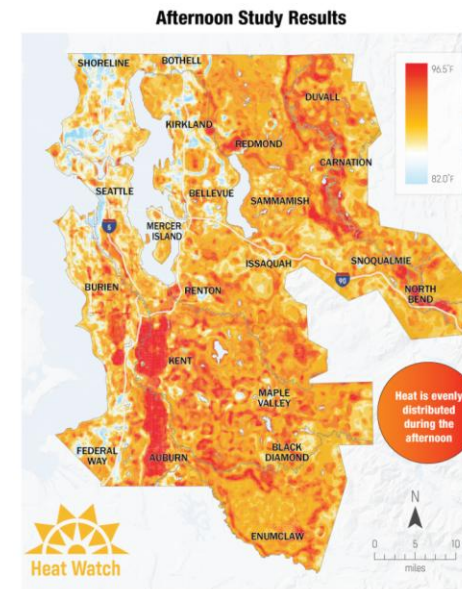 Afternoon Study Results
SHORELINE
BOTHELL
96.5°F
DUVALL
KIRKLAND
REDMOND
CARNATION
82.0°F
SEATTLE
BELLEVUE
SAMMAMISH
5
MERCER
ISLAND
ISSAQUAH
SNOQUALMIE
90
NORTH
BEND
BURIEN
RENTON
KENT
Heat is evenly
distributed
during the
afternoon
MAPLE
VALLEY
FEDERAL
WAY
AUBURN
BLACK
DIAMOND
N
ENUMCLAW
0 5 10
miles
Heat Watch